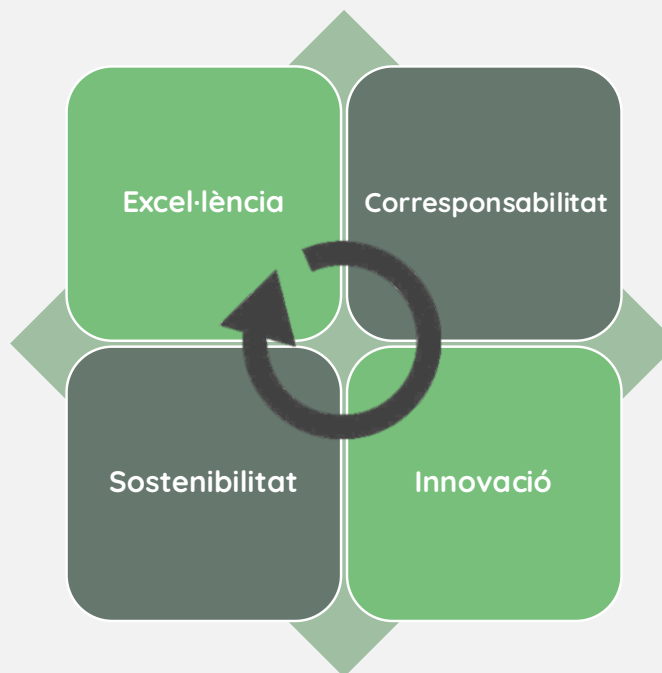 Excel·lència
Corresponsabilitat
Sostenibilitat
Innovació